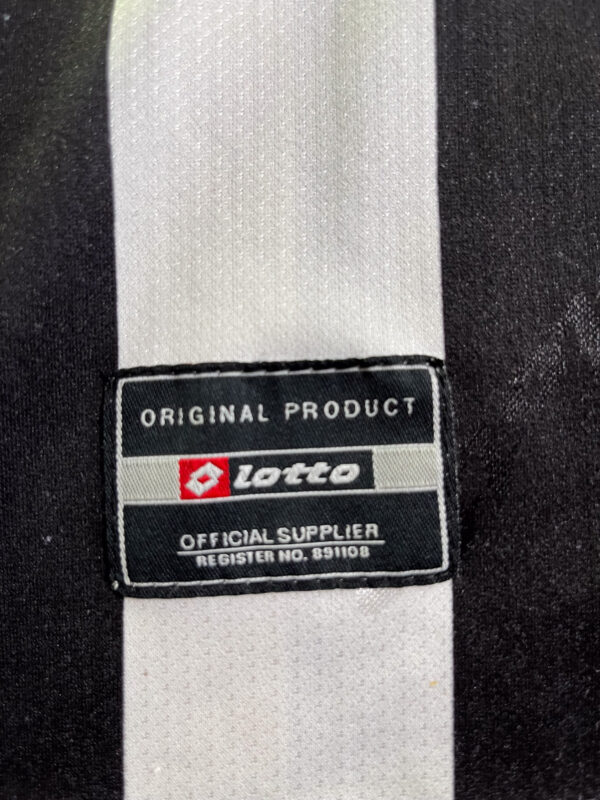 ORIGINAL PRODUCT
lotto
OFFICIAL SUPPLIER
REGISTER NO. 891108